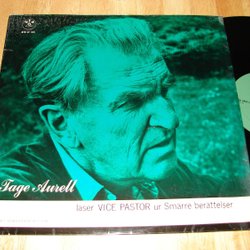 Tage Aurell
läser VICE PASTOR ur Smärre berättelser